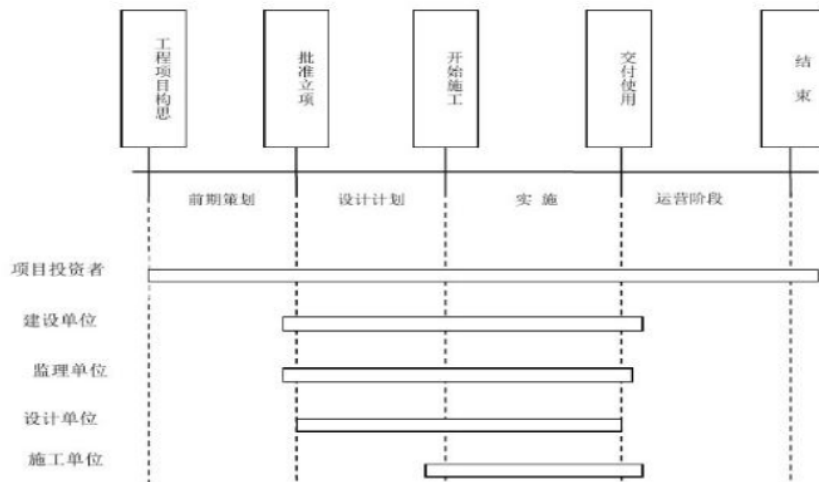 工程项目构思
批准立项
开始施工
交付使用
结束
前期策划
设计计划
实 施
运营阶段
项目投资者
建设单位
监理单位
设计单位
施工单位